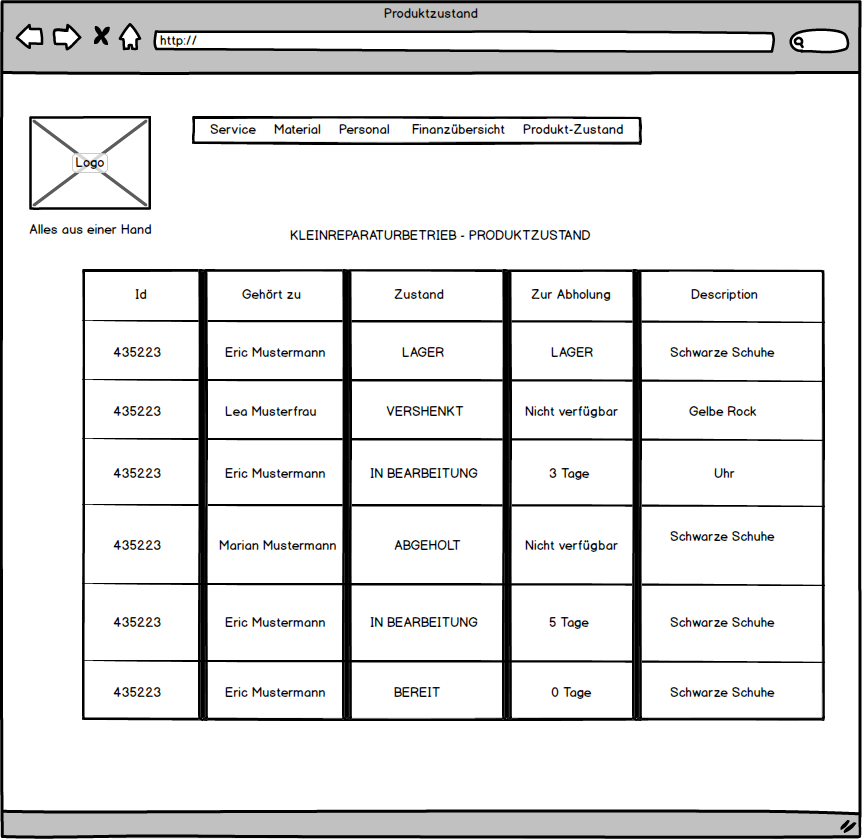 Produktzustand
http://
Service Material Personal Finanzübersicht Produkt-Zustand
Logo
Alles aus einer Hand
KLEINREPARATURBETRIEB - PRODUKTZUSTAND
Id Gehört zu Zustand Zur Abholung Description
435223 Eric Mustermann LAGER LAGER Schwarze Schuhe
435223 Lea Musterfrau VERSHENKT Nicht verfügbar Gelbe Rock
435223 Eric Mustermann IN BEARBEITUNG 3 Tage Uhr
435223 Marian Mustermann ABGEHOLT Nicht verfügbar Schwarze Schuhe
435223 Eric Mustermann IN BEARBEITUNG 5 Tage Schwarze Schuhe
435223 Eric Mustermann BEREIT 0 Tage Schwarze Schuhe